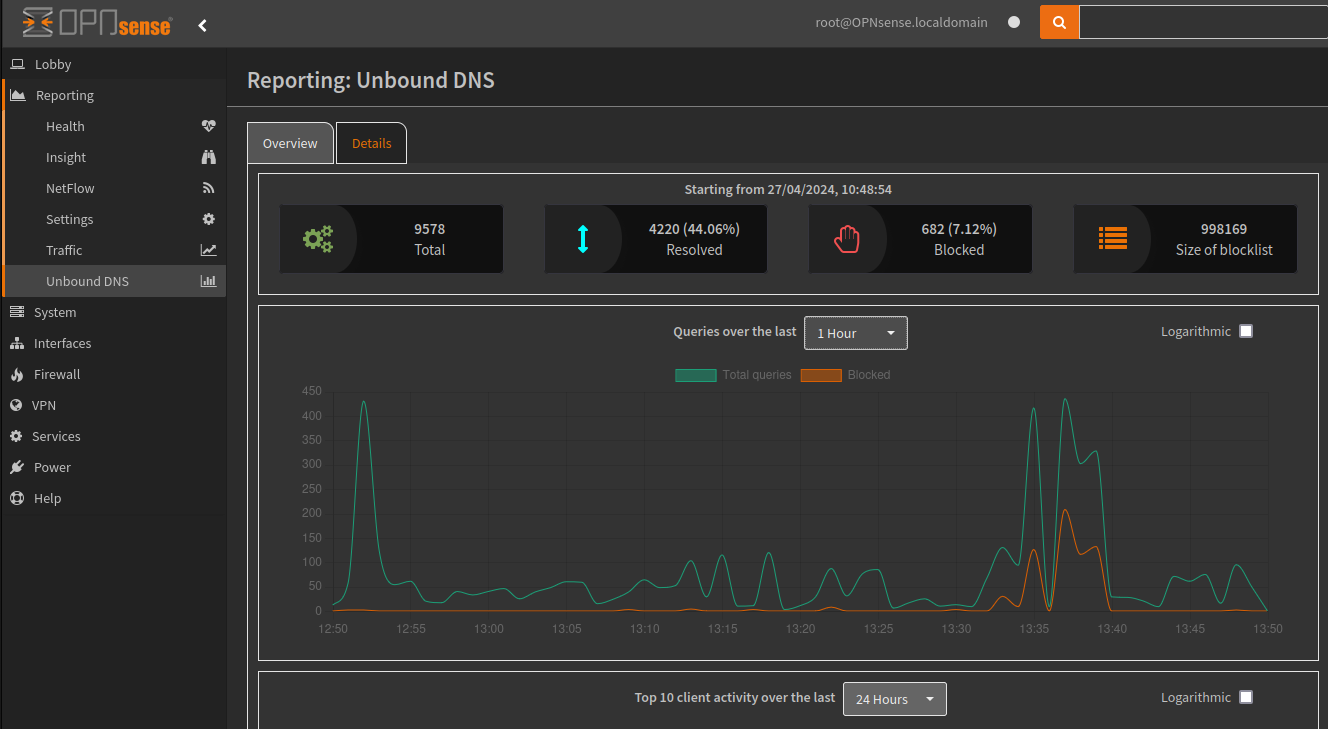 OPNsense
root@OPNsense.localdomain
Lobby
Reporting
Health
Insight
NetFlow
Settings
Traffic
Unbound DNS
System
Interfaces
Firewall
VPN
Services
Power
Help
Reporting: Unbound DNS
Overview
Details
Starting from 27/04/2024, 10:48:54
9578
Total
4220 (44.06%)
Resolved
682 (7.12%)
Blocked
998169
Size of blocklist
Queries over the last 1 Hour
Logarithmic
Total queries Blocked
450
400
350
300
250
200
150
100
50
0
12:50 12:55 13:00 13:05 13:10 13:15 13:20 13:25 13:30 13:35 13:40 13:45 13:50
Top 10 client activity over the last 24 Hours
Logarithmic